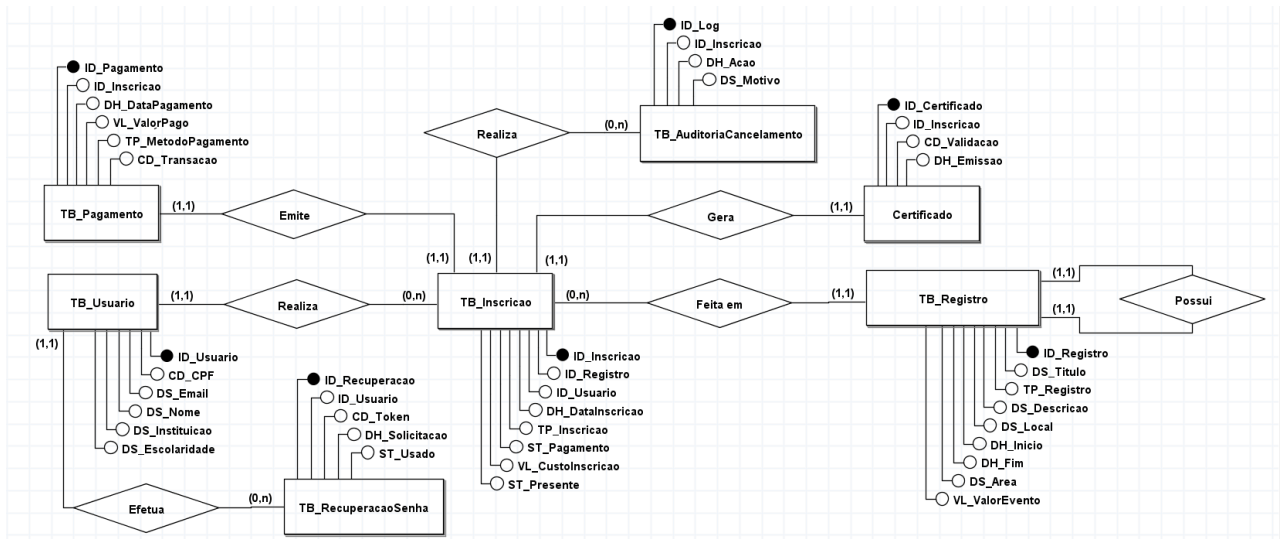 ID_Log
ID_Inscricao
DH_Acao
DS_Motivo
TB_AuditoriaCancelamento
(0,n)
Realiza
(1,1)
ID_Pagamento
ID_Inscricao
DH_DataPagamento
VL_ValorPago
TP_MetodoPagamento
CD_Transacao
TB_Pagamento
(1,1)
Emite
(1,1)
ID_Certificado
ID_Inscricao
CD_Validacao
DH_Emissao
Certificado
(1,1)
Gera
(1,1)
TB_Usuario
(1,1)
Realiza
(0,n)
TB_Inscricao
(0,n)
Feita em
(1,1)
TB_Registro
(1,1)
(1,1)
Possui
(1,1)
ID_Usuario
CD_CPF
DS_Email
DS_Nome
DS_Instituicao
DS_Escolaridade
ID_Recuperacao
ID_Usuario
CD_Token
DH_Solicitacao
ST_Usado
TB_RecuperacaoSenha
(0,n)
Efetua
ID_Inscricao
ID_Registro
ID_Usuario
DH_DataInscricao
TP_Inscricao
ST_Pagamento
VL_CustoInscricao
ST_Presente
ID_Registro
DS_Titulo
TP_Registro
DS_Descricao
DS_Local
DH_Inicio
DH_Fim
DS_Area
VL_ValorEvento